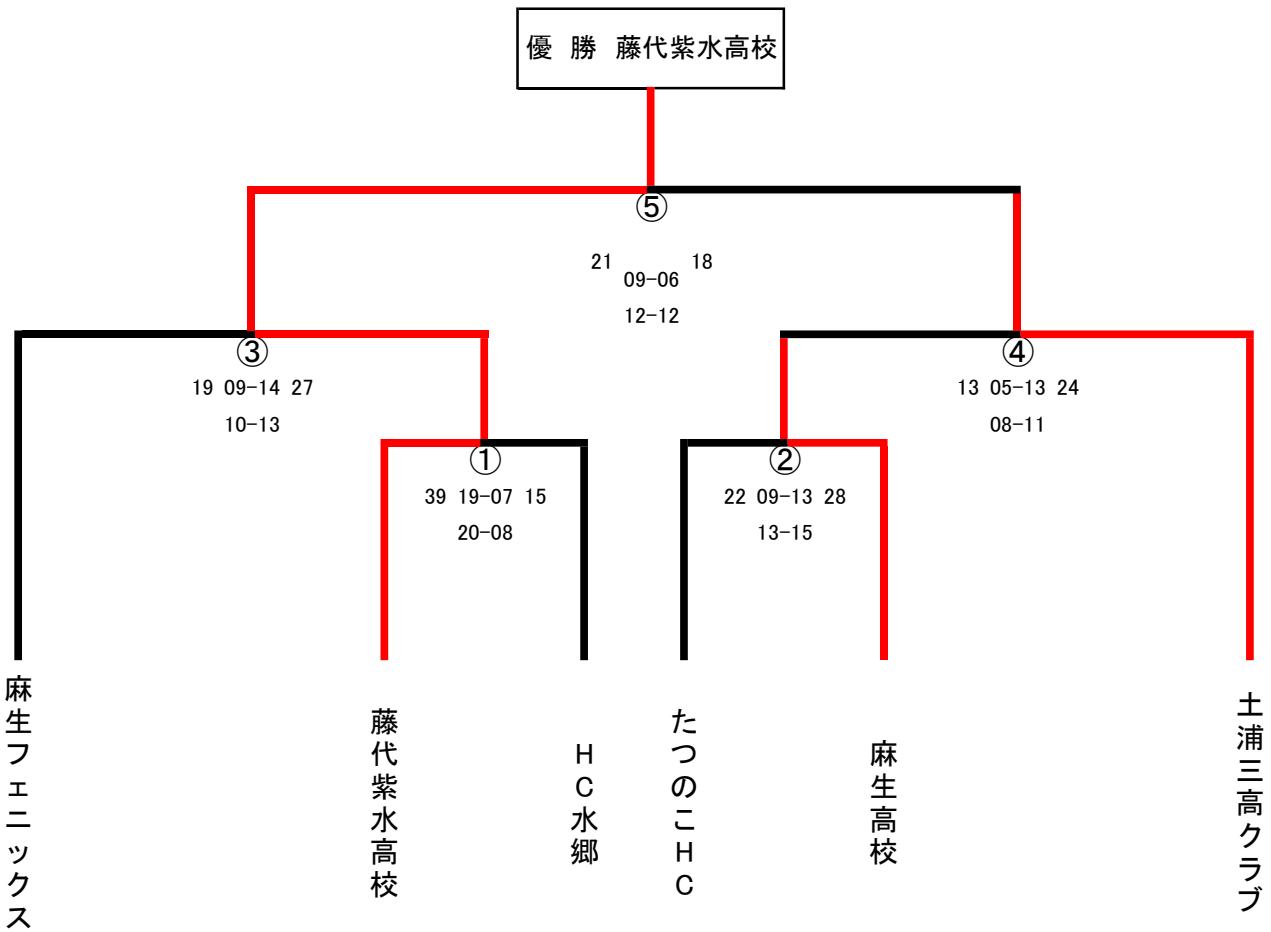 優 勝 藤代紫水高校
⑤
21 18
09-06
12-12
③
19 09-14 27
10-13
④
13 05-13 24
08-11
①
39 19-07 15
20-08
②
22 09-13 28
13-15
麻生フェニックス
藤代紫水高校
HC水郷
たつのこHC
麻生高校
土浦三高クラブ